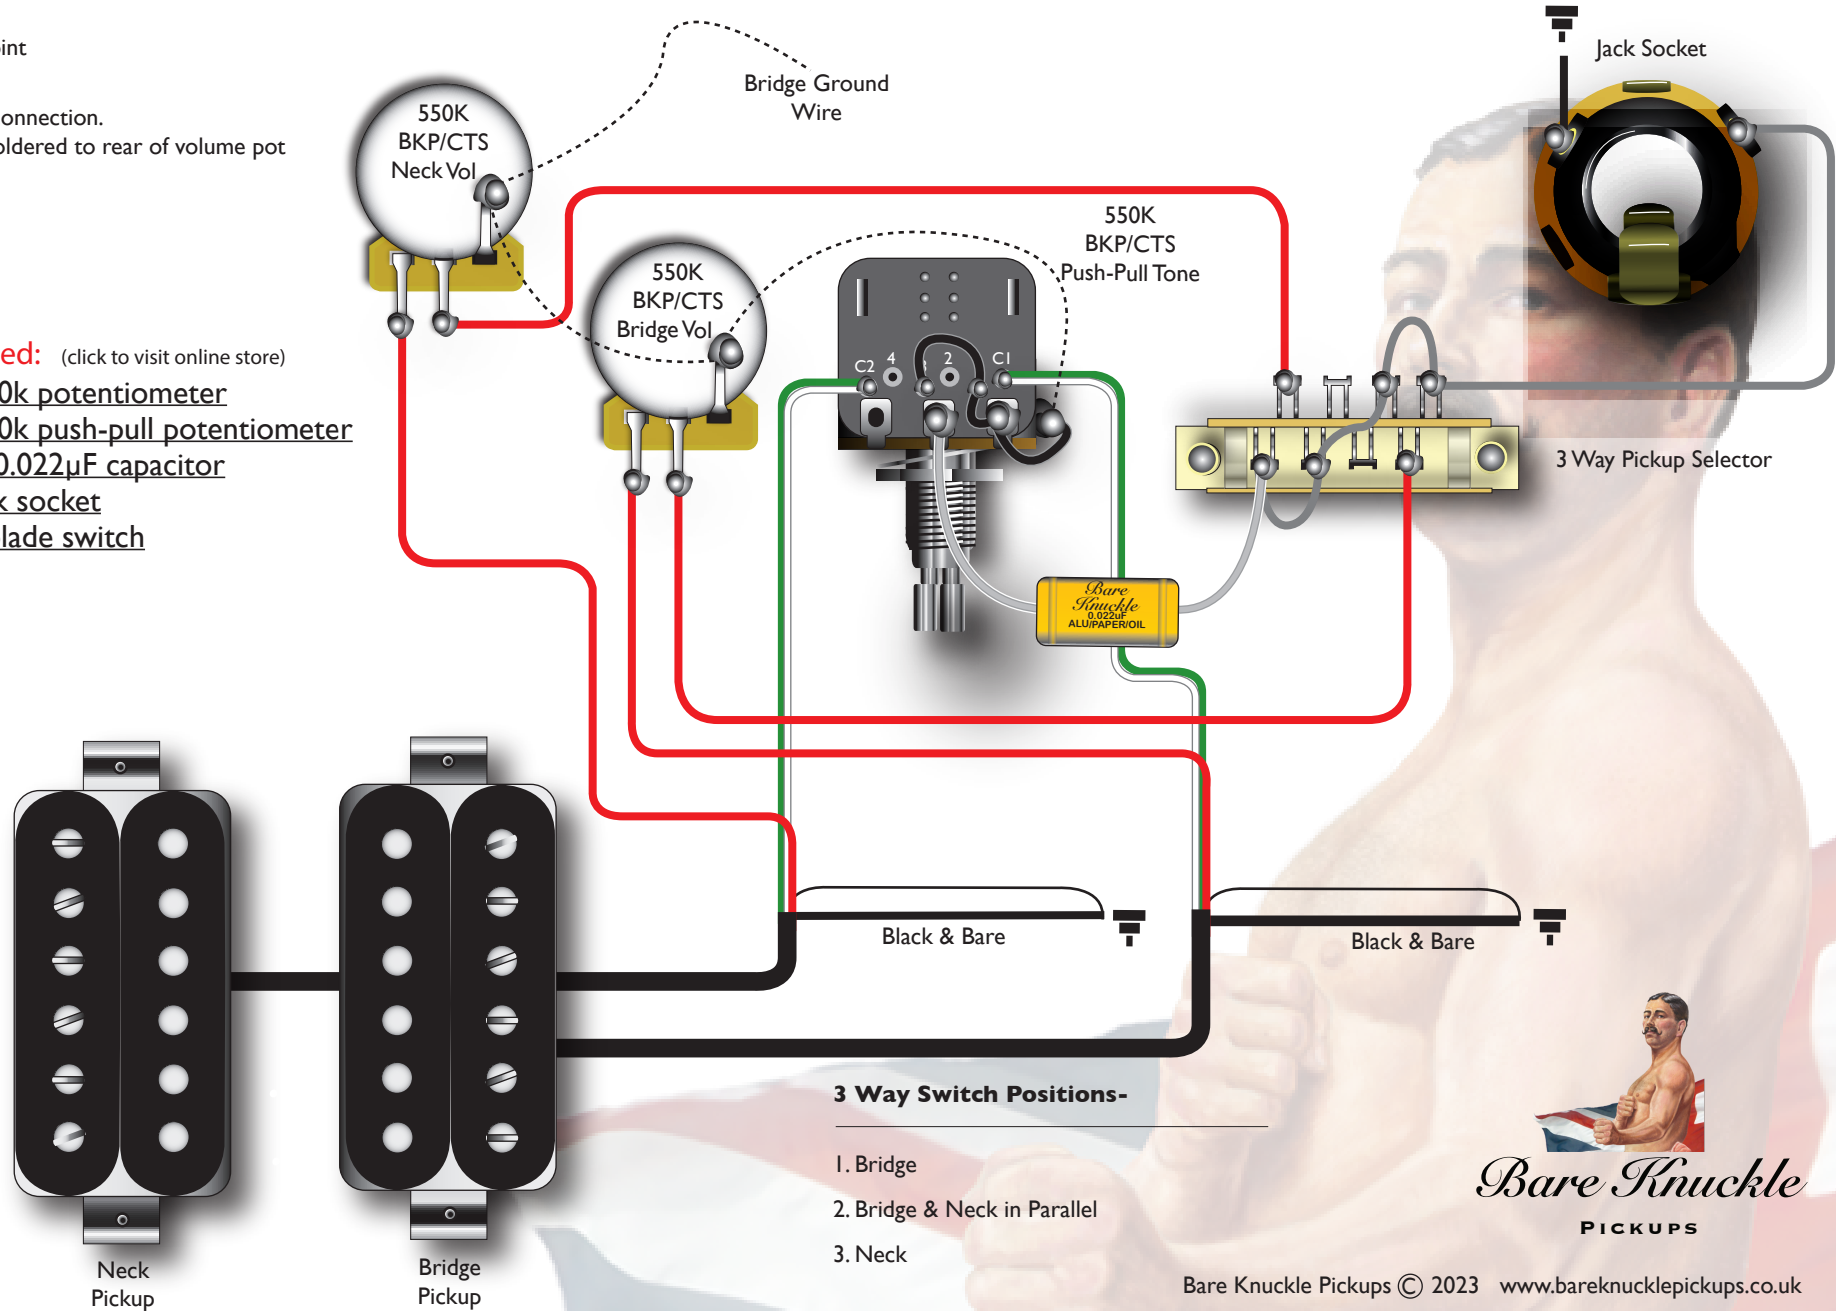 int
onnection.
oldered to rear of volume pot
ed: (click to visit online store)
0k potentiometer
0k push-pull potentiometer
0.022µF capacitor
k socket
lade switch
550K
BKP/CTS
Neck Vol
Bridge Ground
Wire
550K
BKP/CTS
Bridge Vol
550K
BKP/CTS
Push-Pull Tone
C2 4 2 C1
Jack Socket
3 Way Pickup Selector
Bare
Knuckle
0.022uF
ALU/PAPER/OIL
Black & Bare
Black & Bare
3 Way Switch Positions-
1. Bridge
2. Bridge & Neck in Parallel
3. Neck
Neck
Pickup
Bridge
Pickup
Bare Knuckle
PICKUPS
Bare Knuckle Pickups © 2023 www.bareknucklepickups.co.uk